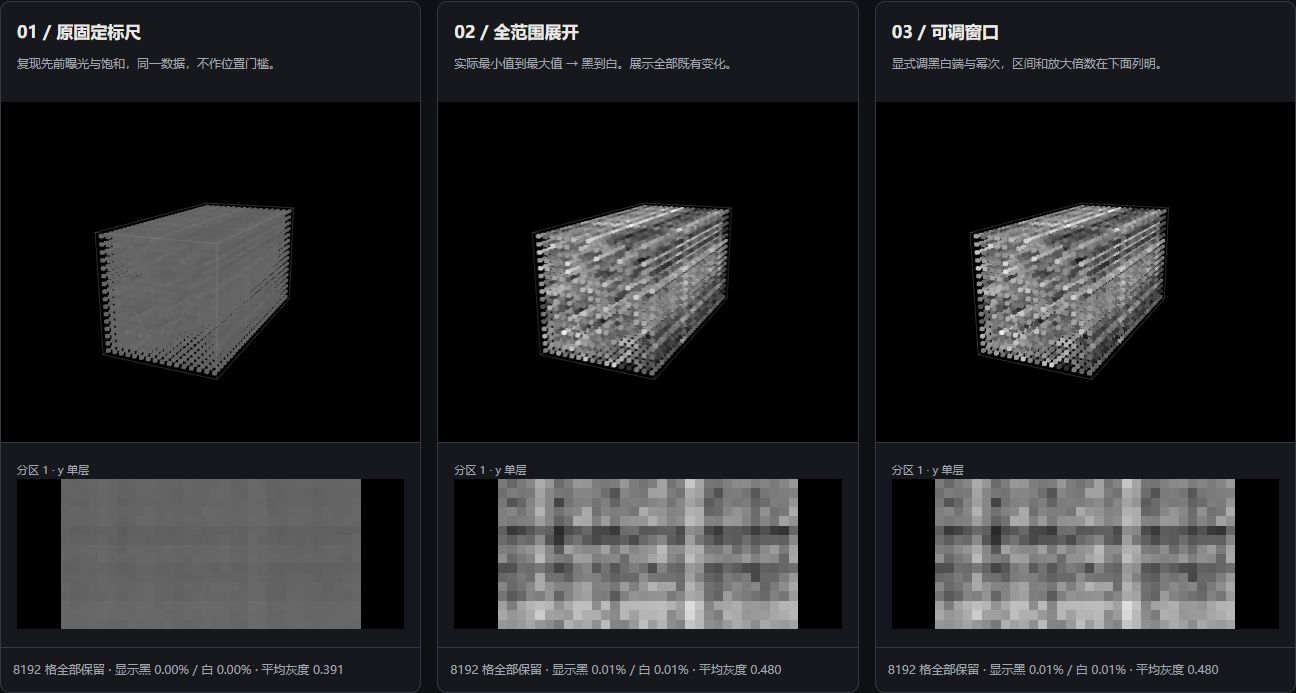 01 / 原固定标尺
复现先前曝光与饱和，同一数据，不作位置门槛。
分区 1 · y 单层
8192 格全部保留 · 显示黑 0.00% / 白 0.00% · 平均灰度 0.391
02 / 全范围展开
实际最小值到最大值 → 黑到白。展示全部既有变化。
分区 1 · y 单层
8192 格全部保留 · 显示黑 0.01% / 白 0.01% · 平均灰度 0.480
03 / 可调窗口
显式调黑白端与幂次，区间和放大倍数在下面列明。
分区 1 · y 单层
8192 格全部保留 · 显示黑 0.01% / 白 0.01% · 平均灰度 0.480